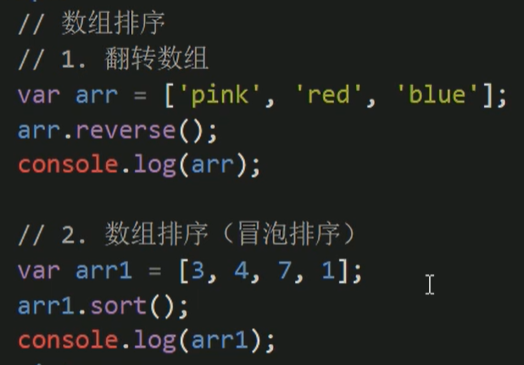 // 数组排序
// 1. 翻转数组
var arr = ['pink', 'red', 'blue'];
arr.reverse();
console.log(arr);
// 2. 数组排序（冒泡排序）
var arr1 = [3, 4, 7, 1];
arr1.sort();
console.log(arr1);